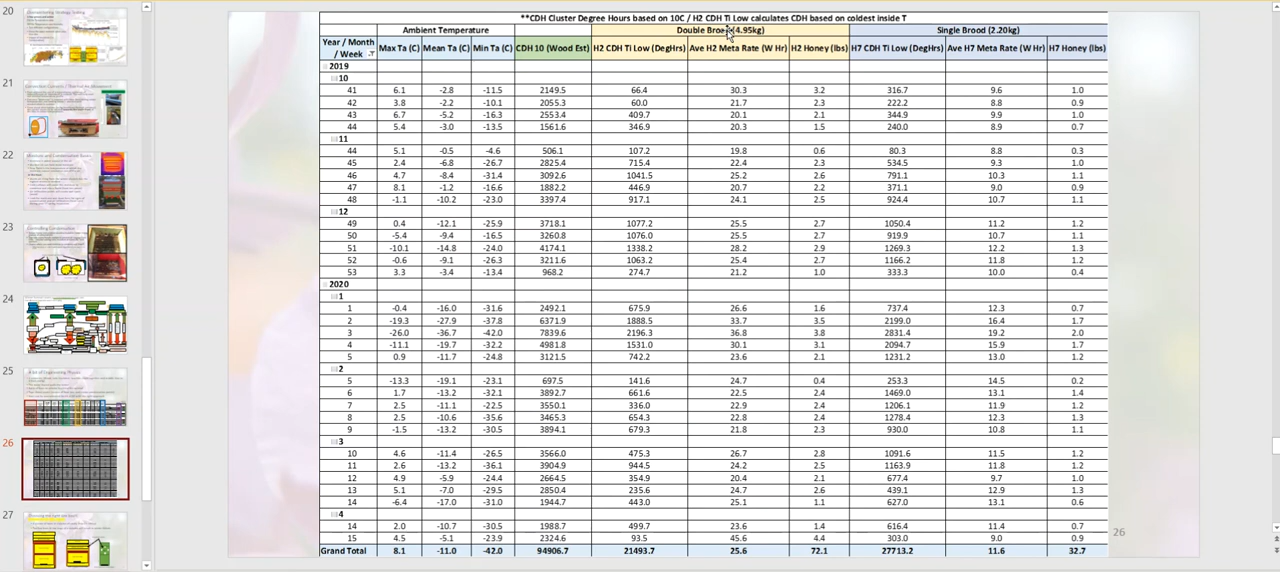 20
21
22
23
24
25
26
27
**CDH Cluster Degree Hours based on 10C / H2 CDH Ti Low calculates CDH based on coldest inside T
Ambient Temperature Double Brood (4.95kg) Single Brood (2.20kg)
Year / Month / Week Max Ta (C) Mean Ta (C) Min Ta (C) CDH 10 (Wood Est) H2 CDH Ti Low (DegHrs) Ave H2 Meta Rate (W Hr) H2 Honey (lbs) H7 CDH Ti Low (DegHrs) Ave H7 Meta Rate (W Hr) H7 Honey (lbs)
2019
10
41 6.1 -2.8 -11.5 2149.2 66.4 30.1 3.2 316.7 9.6 1.0
42 3.8 -2.2 -10.1 2055.3 60.0 21.7 2.3 222.2 8.8 0.9
43 6.7 -5.2 -16.3 2553.4 409.7 20.1 2.1 344.9 9.9 1.0
44 5.4 -3.0 -13.5 1561.6 346.9 20.3 1.5 240.0 8.9 0.7
11
44 5.1 -0.5 -4.6 506.1 107.2 19.8 0.6 80.3 8.8 0.3
45 2.4 -6.8 -26.7 2825.4 715.4 2.3 534.5 9.3 1.0
46 4.7 -31.4 2092.6 1041.5 2.6 791.1 10.3 1.1
47 8.1 -1.2 1882.2 446.9 20.7 2.2 371.1 9.0 0.9
48 -1.1 -10.2 -23.0 3397.4 917.1 24.1 2.5 924.4 10.7 1.1
12
49 0.4 -12.1 -25.9 3718.1 1077.2 25.5 2.7 1050.4 11.2 1.2
50 -5.4 -9.4 -16.5 3260.8 1076.0 25.5 2.7 919.9 10.7 1.1
51 -10.1 -14.8 -24.0 4174.1 1338.2 28.2 2.9 1269.3 12.2 1.3
52 -0.6 -9.1 -26.3 3211.6 1063.2 25.4 2.7 1166.2 11.8 1.2
53 3.3 -3.4 -13.4 968.2 274.7 21.2 1.0 333.3 10.0 0.4
2020
1
1 -0.4 -16.0 -31.6 2492.1 675.9 26.6 1.6 737.4 12.3 0.7
2 -19.3 -27.9 -37.8 6371.9 1888.5 33.7 3.5 2199.0 16.4 1.7
3 -26.0 -36.7 -42.0 7839.6 2196.3 36.8 3.8 2831.4 19.2 2.0
4 -11.1 -19.7 -32.2 4981.8 1531.0 30.1 3.1 2094.7 15.9 1.7
5 0.9 -11.7 -24.8 3121.5 742.2 23.6 2.1 1231.2 13.0 1.2
2
5 -13.3 -19.1 -23.1 697.5 141.6 24.7 0.4 253.3 14.5 0.2
6 1.7 -13.2 -32.1 3892.7 661.6 22.5 2.4 1469.0 13.1 1.4
7 2.5 -11.1 -22.5 3550.1 336.0 22.9 2.4 1206.1 11.9 1.2
8 2.5 -10.6 -35.6 3465.3 654.3 22.8 2.4 1278.4 12.3 1.3
9 -1.5 -13.2 -30.5 3894.1 679.3 21.8 2.3 930.0 10.8 1.1
3
10 4.6 -11.4 -26.5 3566.0 475.3 26.7 2.8 1091.6 11.5 1.2
11 2.6 -13.2 -36.1 3904.9 944.5 24.2 2.5 1163.9 11.8 1.2
12 4.9 -5.9 -24.4 2664.5 354.9 20.4 2.1 677.4 9.7 1.0
13 5.1 -7.0 -29.5 2850.4 235.6 24.7 2.6 439.1 12.9 1.3
14 -6.4 -17.0 -31.0 1944.7 443.0 25.1 1.1 627.0 13.1 0.6
4
14 1.2 -10.7 -30.5 1988.2 499.7 23.6 1.4 616.4 11.4 0.7
15 4.5 -5.1 -23.9 2324.6 93.5 45.6 4.4 303.0 9.0 0.9
Grand Total 8.1 -11.0 -42.0 94906.7 21493.7 25.6 72.1 27713.2 11.6 32.7
26